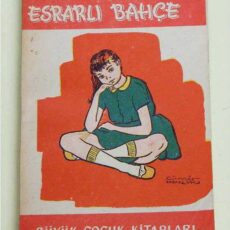 ESRARLI BAHÇE
BÜYÜK ÇOCUK KİTAPLARI